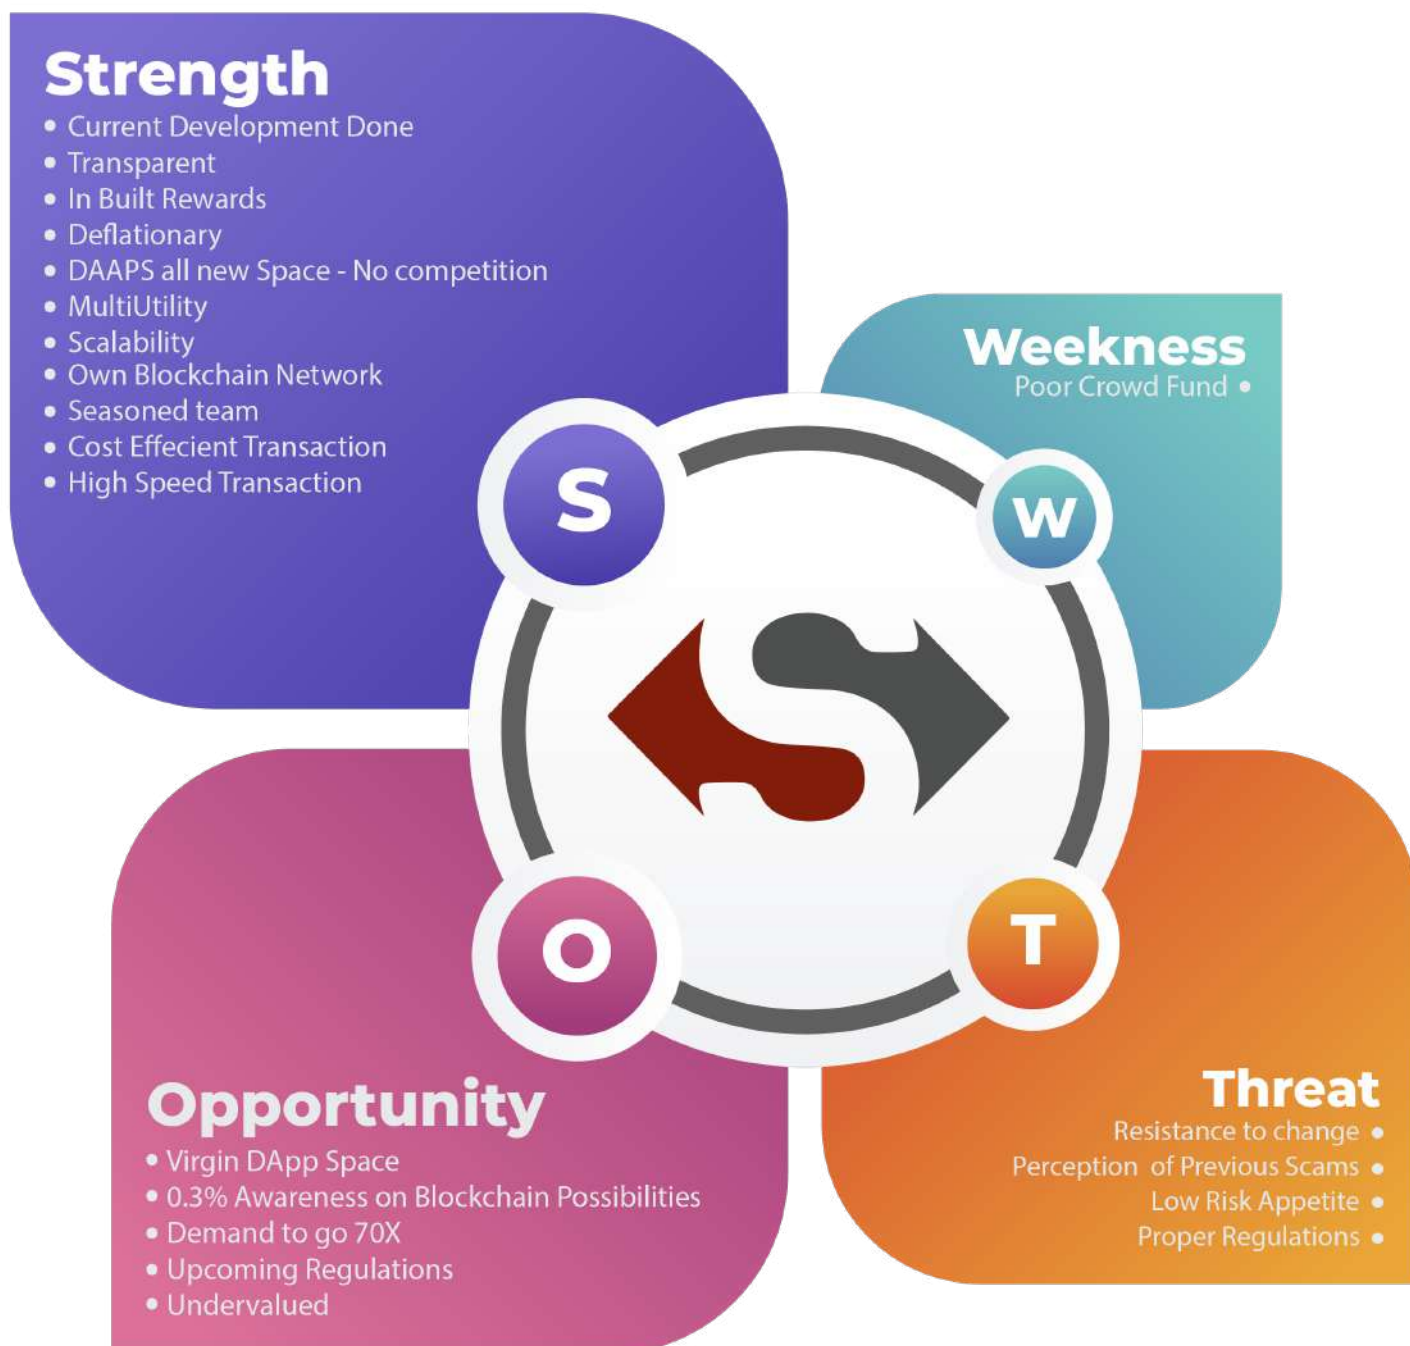 Strength
• Current Development Done
• Transparent
• In Built Rewards
• Deflationary
• DAAPS all new Space - No competition
• MultiUtility
• Scalability
• Own Blockchain Network
• Seasoned team
• Cost Effecient Transaction
• High Speed Transaction
Weekness
Poor Crowd Fund •
S
W
O
T
Opportunity
• Virgin DApp Space
• 0.3% Awareness on Blockchain Possibilities
• Demand to go 70X
• Upcoming Regulations
• Undervalued
Threat
Resistance to change •
Perception of Previous Scams •
Low Risk Appetite •
Proper Regulations •